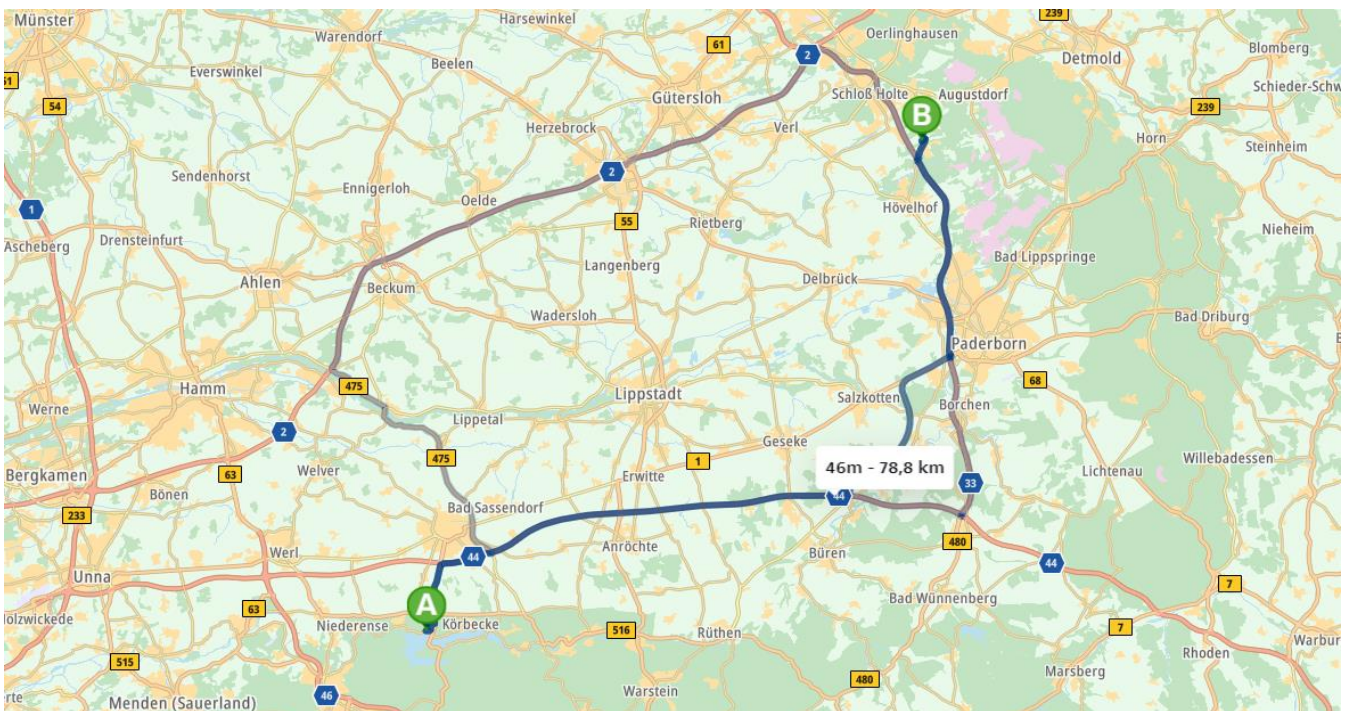 Münster
Harsewinkel
239
Warendorf
61
2
Oerlinghausen
Detmold
Blomberg
Everswinkel
Beelen
51
54
Gütersloh
Schloß Holte
Augustdorf
239
Schieder-Schw
Herzebrock
Verl
B
Horn
Steinheim
Sendenhorst
2
Ennigerloh
Oelde
1
55
Rietberg
Hövelhof
Nieheim
Ascheberg
Drensteinfurt
Langenberg
Bad Lippspringe
Ahlen
Beckum
Delbrück
Wadersloh
Bad Driburg
Paderborn
Hamm
475
68
Werne
Lippetal
Lippstadt
Salzkotten
Borchen
2
Geseke
475
1
46m - 78,8 km
Willebadessen
Bergkamen
63
Welver
Erwitte
Lichtenau
33
Bönen
44
233
Bad Sassendorf
Werl
44
Anröchte
Büren
480
44
Unna
7
63
A
Bad Wünnenberg
Holzwickede
Niederense
Körbecke
516
Rüthen
7
Warbur
515
Rhoden
480
Marsberg
46
Warstein
Menden (Sauerland)